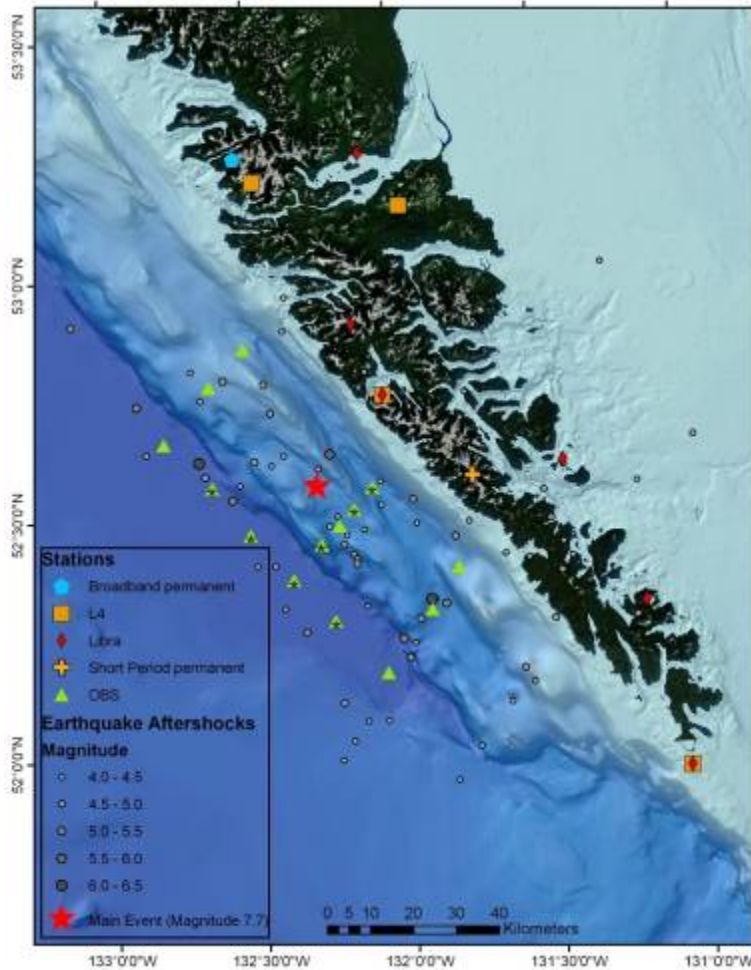 53°30'0"N
53°0'0"N
52°30'0"N
52°0'0"N
Stations
Broadband permanent
L4
Libra
Short Period permanent
OBS
Earthquake Aftershocks
Magnitude
4.0 - 4.5
4.5 - 5.0
5.0 - 5.5
5.5 - 6.0
6.0 - 6.5
Main Event (Magnitude 7.7)
0 5 10 20 30 40
Kilometers
133°0'0"W 132°30'0"W 132°0'0"W 131°30'0"W 131°0'0"W